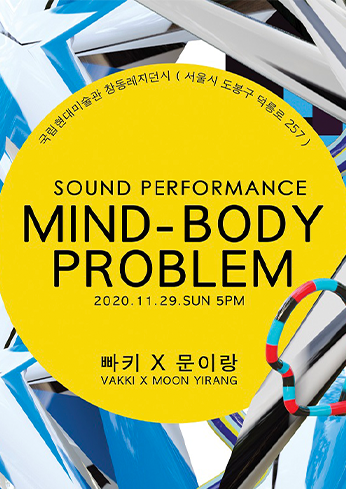 국립현대미술관 창동레지던시 ( 서울시 도봉구 덕릉로 257 )
SOUND PERFORMANCE
MIND-BODY
PROBLEM
2020.11.29.SUN 5PM
빠키 X 문이랑
VAKKI X MOON YIRANG